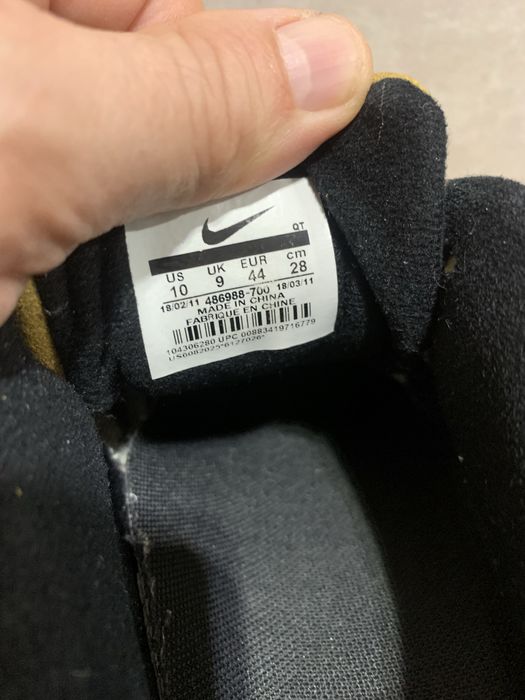 QT
US UK EUR cm
10 9 44 28
18/02/11 486988-700 18/03/11
MADE IN CHINA
FABRIQUE EN CHINE
104306280 UPC 00883419716779